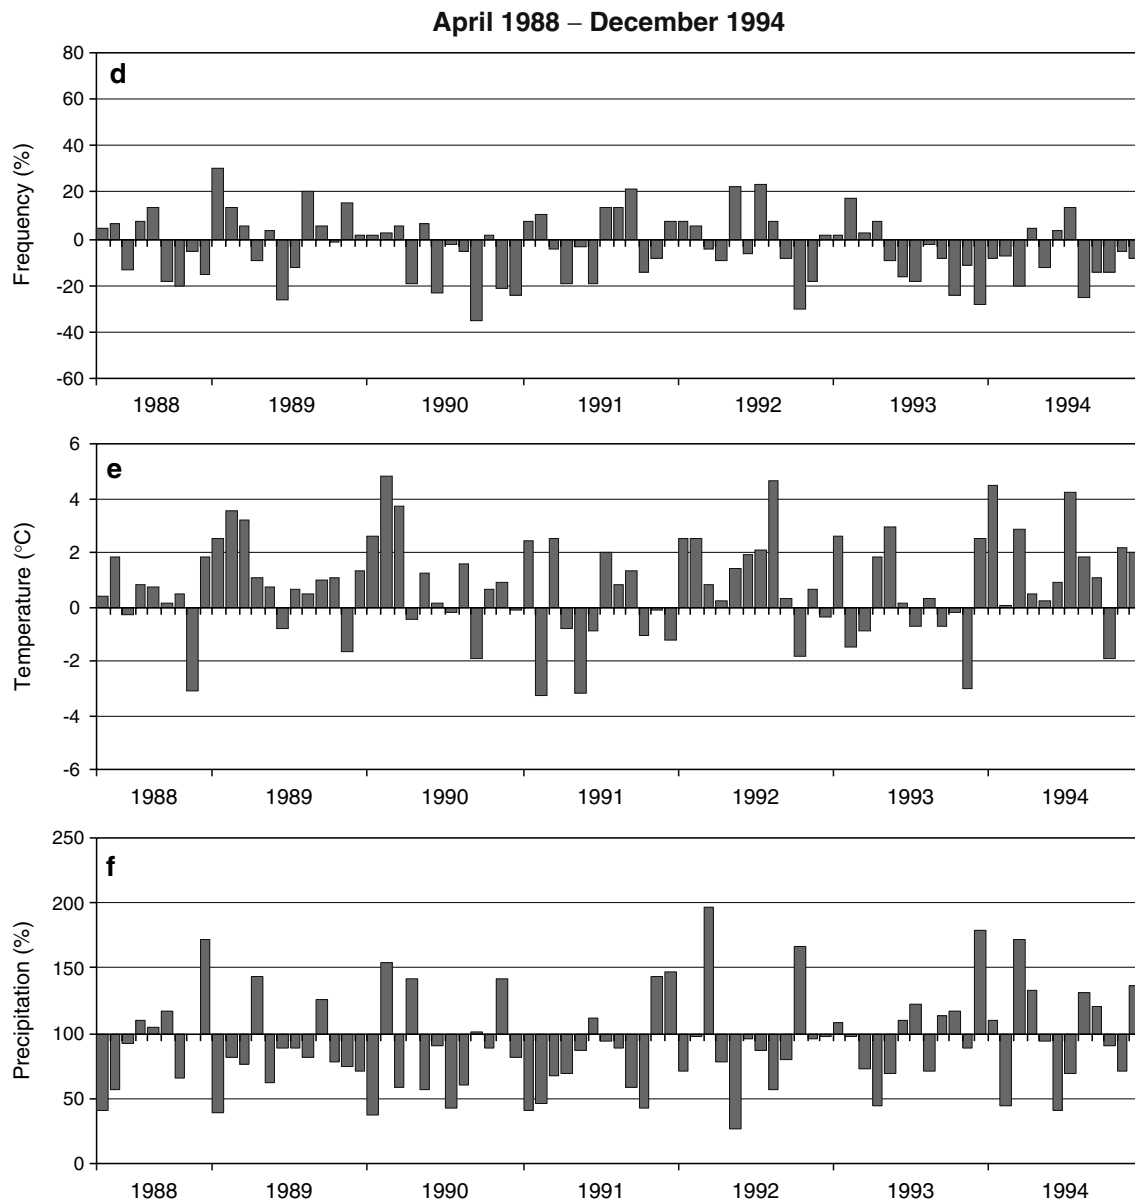 April 1988 – December 1994
d
Frequency (%)
80
60
40
20
0
-20
-40
-60
1988 1989 1990 1991 1992 1993 1994
e
Temperature (°C)
6
4
2
0
-2
-4
-6
1988 1989 1990 1991 1992 1993 1994
f
Precipitation (%)
250
200
150
100
50
0
1988 1989 1990 1991 1992 1993 1994